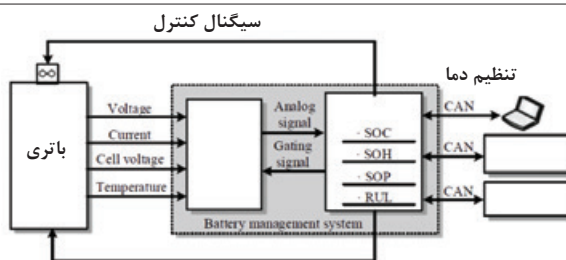 سیگنال کنترل
تنظیم دما
باتری
Voltage
Current
Cell voltage
Temperature
Analog
signal
Gating
signal
· SOC
· SOH
· SOP
· RUL
CAN
CAN
CAN
Battery management system